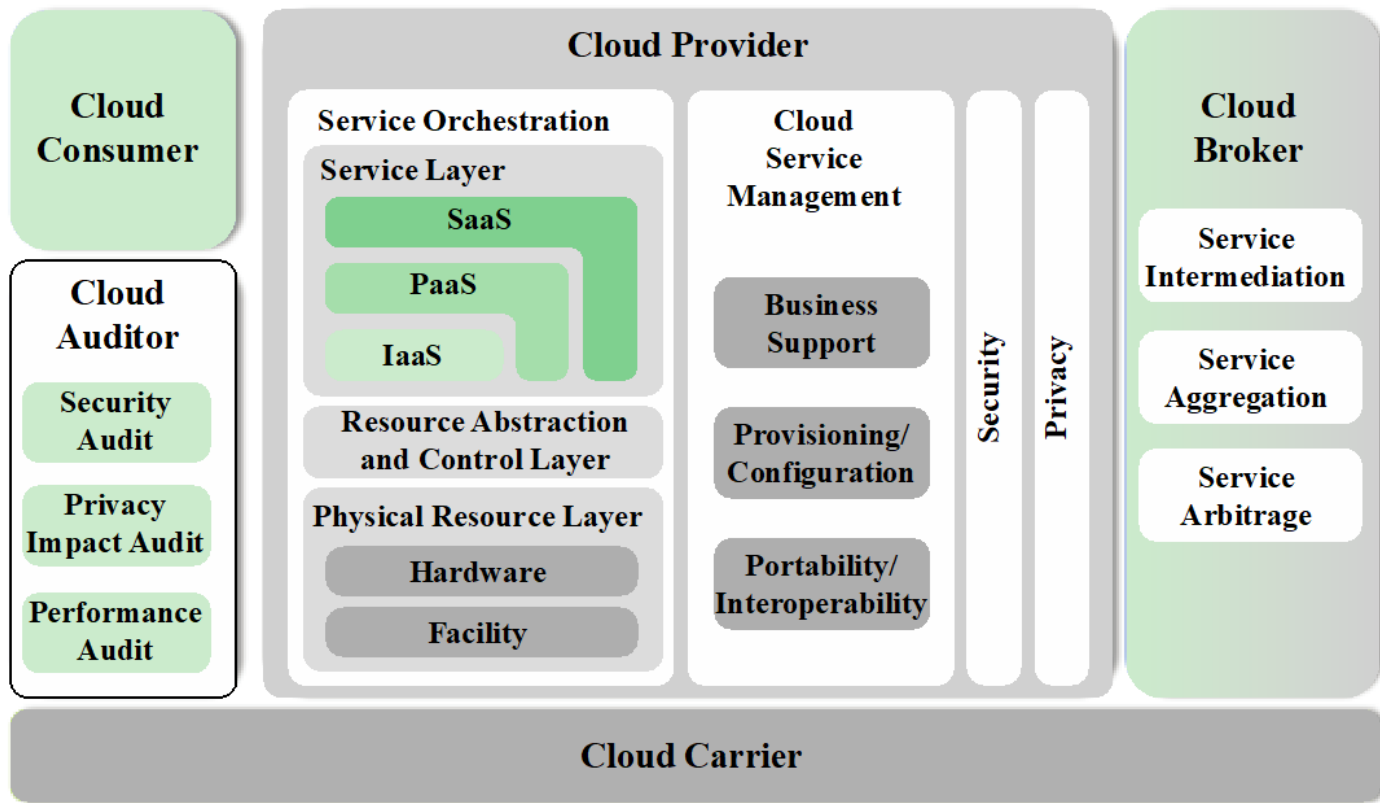 Cloud
Consumer
Cloud
Auditor
Security
Audit
Privacy
Impact Audit
Performance
Audit
Cloud Provider
Service Orchestration
Service Layer
SaaS
PaaS
IaaS
Resource Abstraction
and Control Layer
Physical Resource Layer
Hardware
Facility
Cloud
Service
Management
Business
Support
Provisioning/
Configuration
Portability/
Interoperability
Security
Privacy
Cloud
Broker
Service
Intermediation
Service
Aggregation
Service
Arbitrage
Cloud Carrier